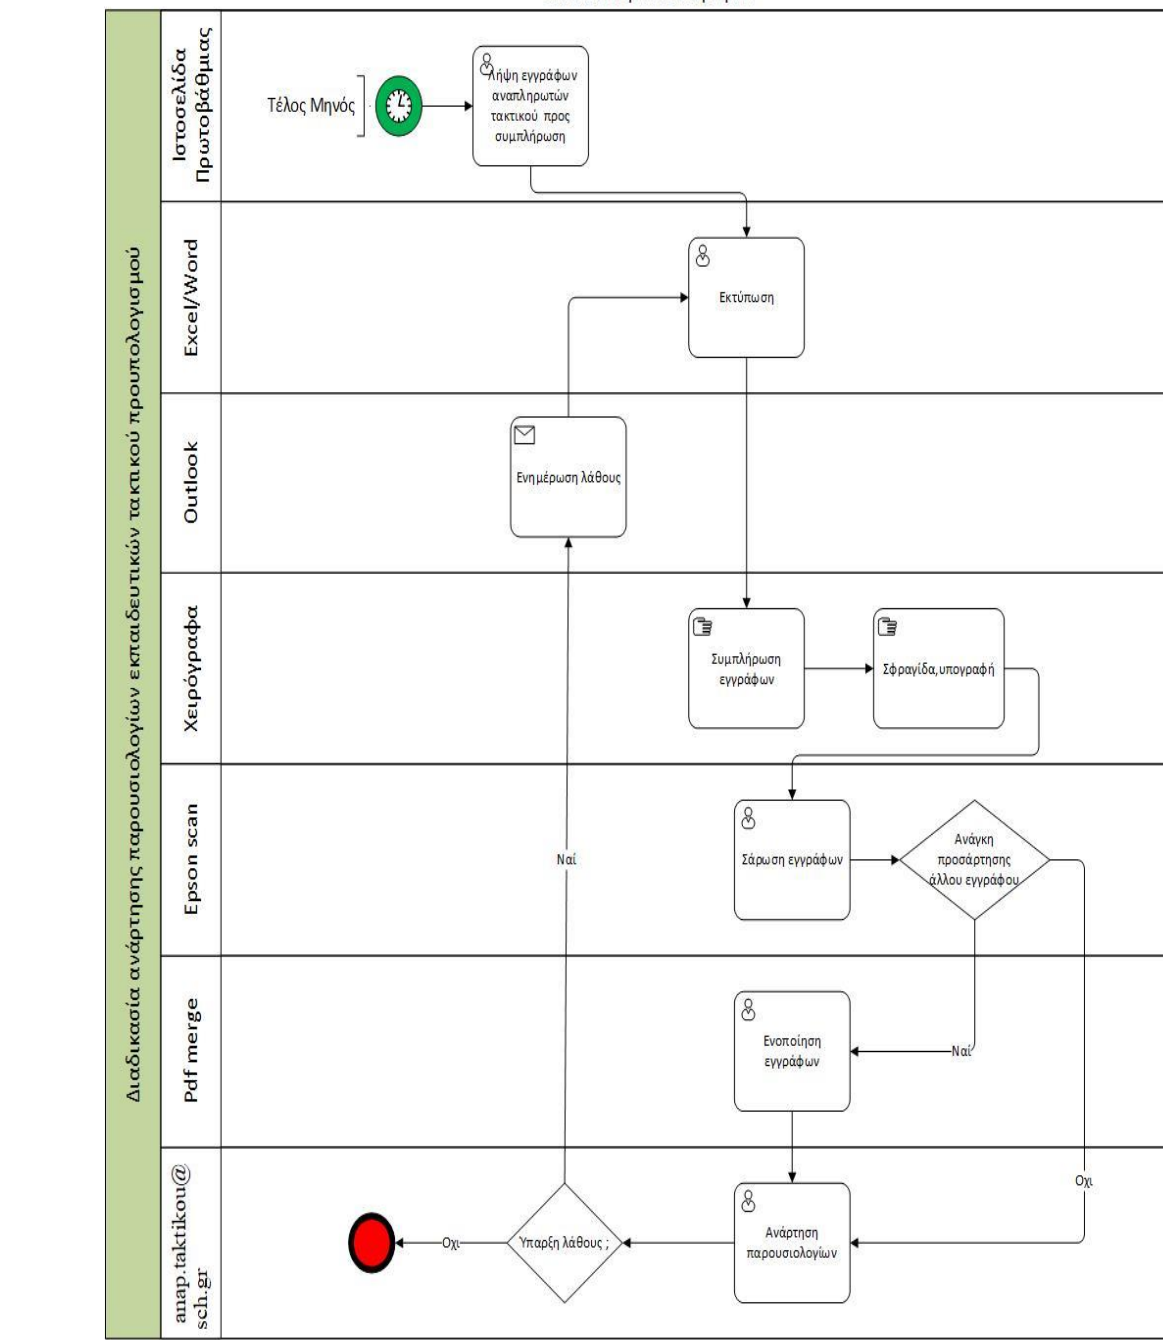 Διαδικασία ανάρτησης παρουσιολογίων εκπαιδευτικών τακτικού προυπολογισμού
Ιστοσελίδα
Πρωτοβάθμιας
Τέλος Μηνός
Λήψη εγγράφων
αναπληρωτών
τακτικού προς
συμπλήρωση
Excel/Word
Εκτύπωση
Outlook
Ενημέρωση λάθους
Χειρόγραφα
Συμπλήρωση
εγγράφων
Σφραγίδα,υπογραφή
Epson scan
Ναί
Σάρωση εγγράφων
Ανάγκη
προσάρτησης
άλλου εγγράφου
Pdf merge
Ενοποίηση
εγγράφων
Ναί
anap.taktikou@
sch.gr
Οχι
Ύπαρξη λάθους ;
Ανάρτηση
παρουσιολογίων
Οχι